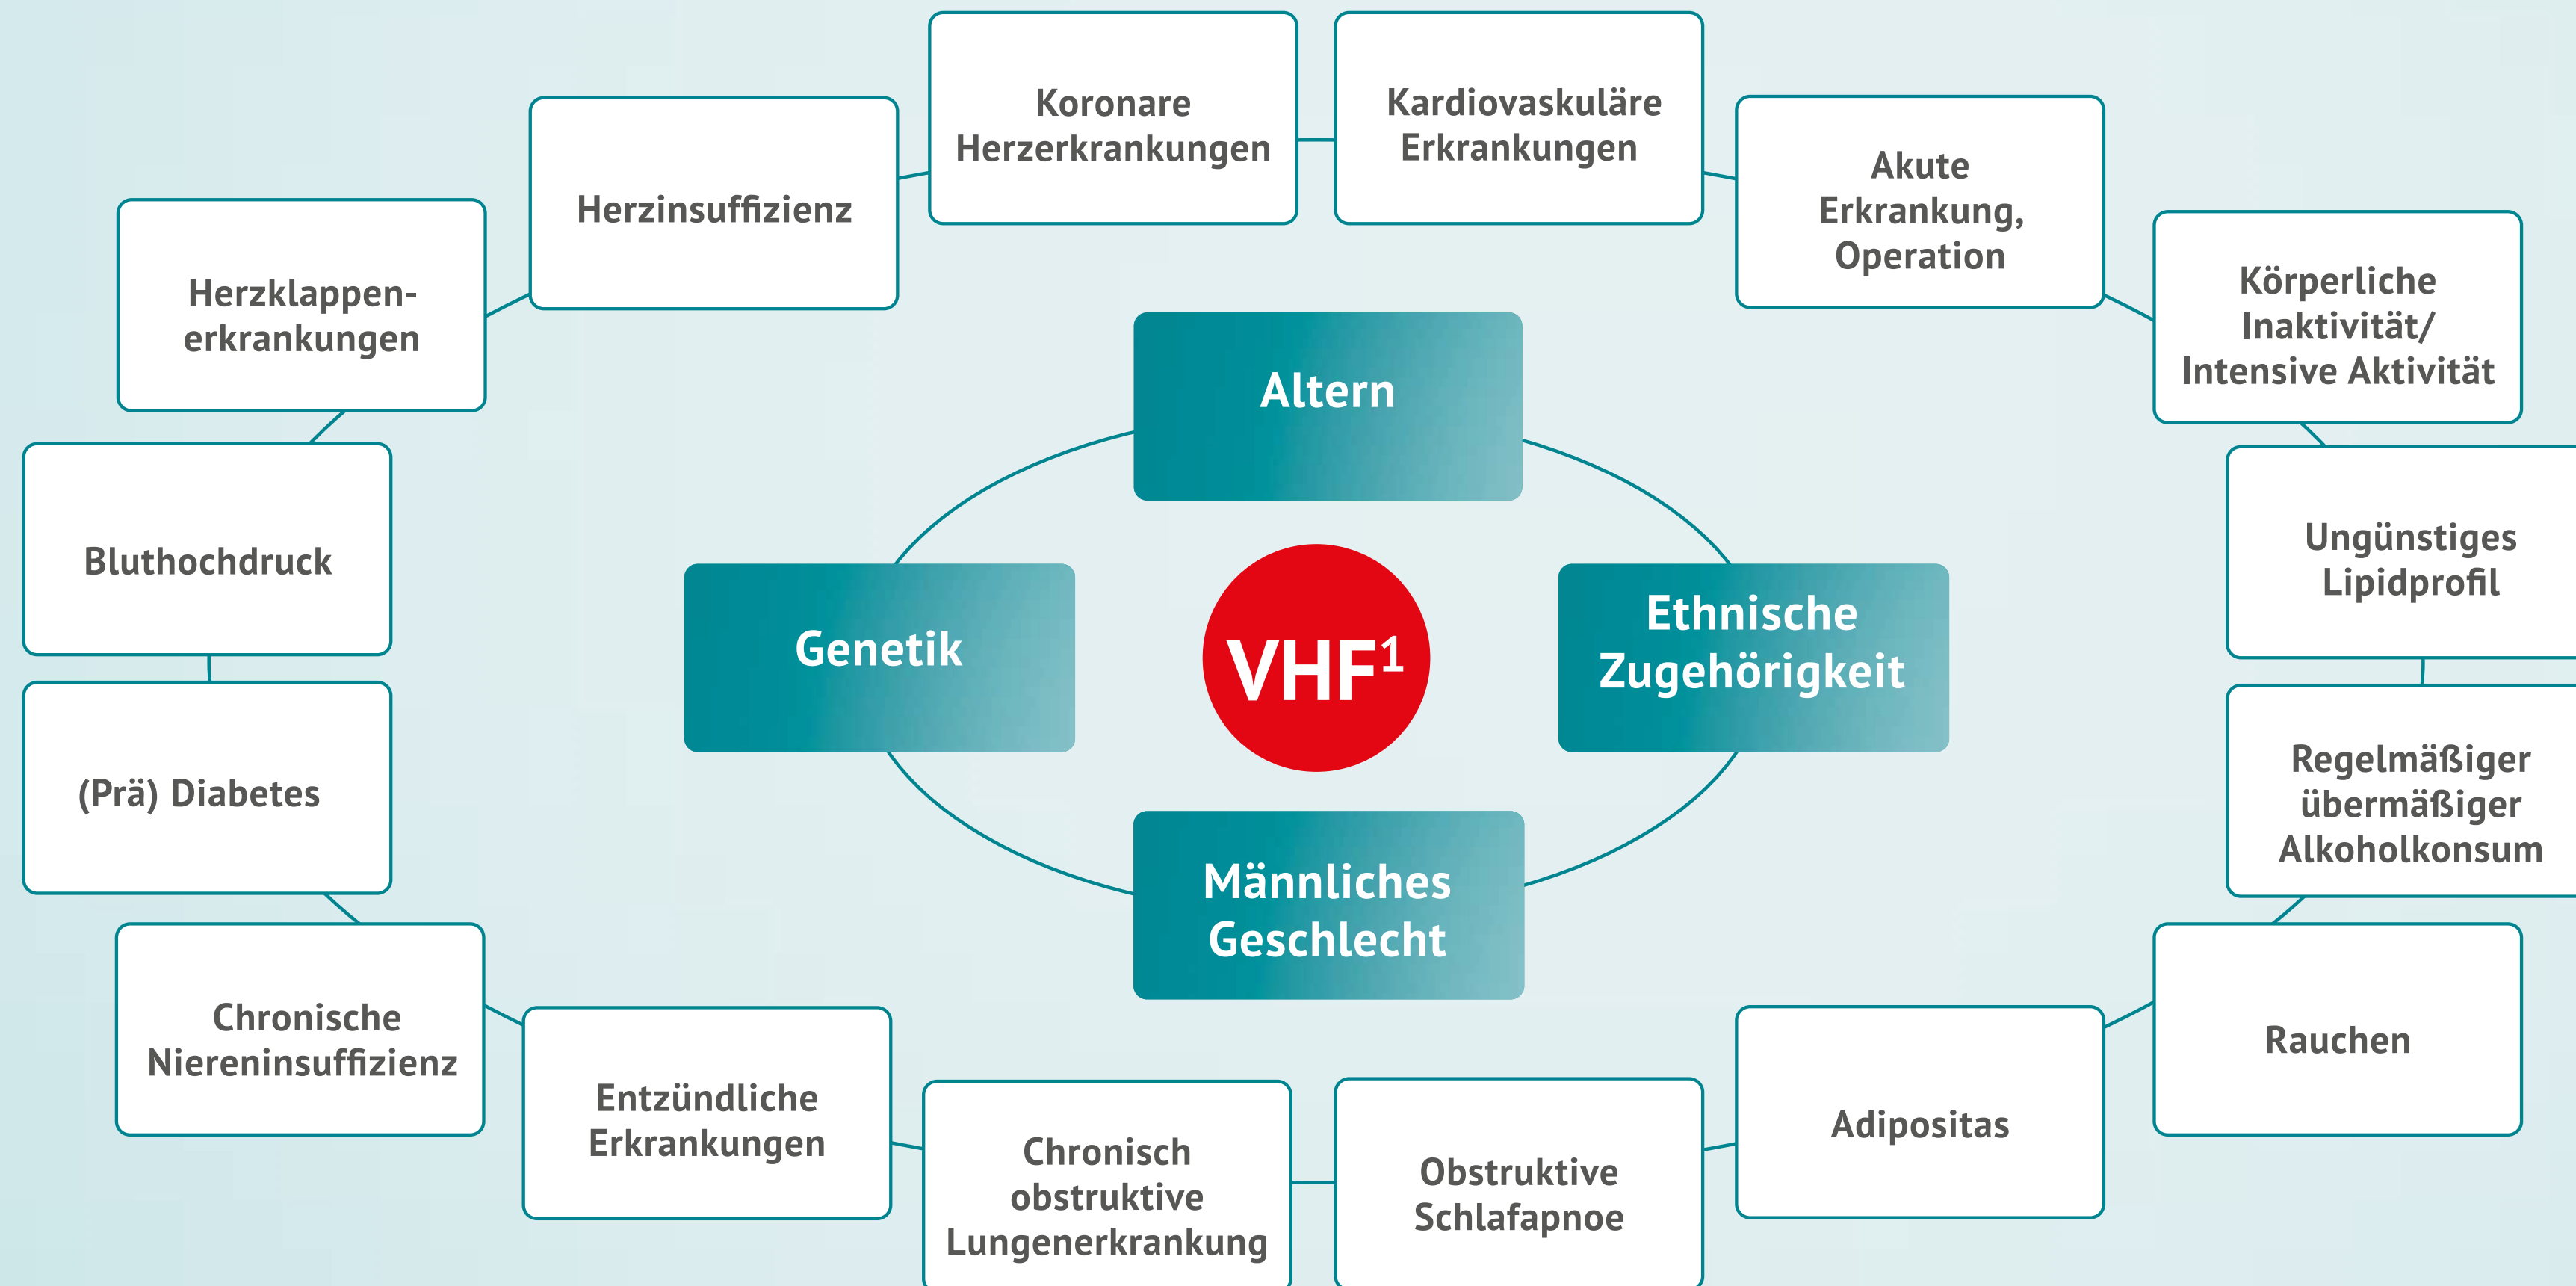 Koronare
Herzerkrankungen
Kardiovaskuläre
Erkrankungen
Akute
Erkrankung,
Operation
Körperliche
Inaktivität/
Intensive Aktivität
Ungünstiges
Lipidprofil
Regelmäßiger
übermäßiger
Alkoholkonsum
Rauchen
Adipositas
Obstruktive
Schlafapnoe
Chronisch
obstruktive
Lungenerkrankung
Entzündliche
Erkrankungen
Chronische
Niereninsuffizienz
(Prä) Diabetes
Bluthochdruck
Herzklappen-
erkrankungen
Herzinsuffizienz
Altern
Ethnische
Zugehörigkeit
Männliches
Geschlecht
Genetik
VHF¹